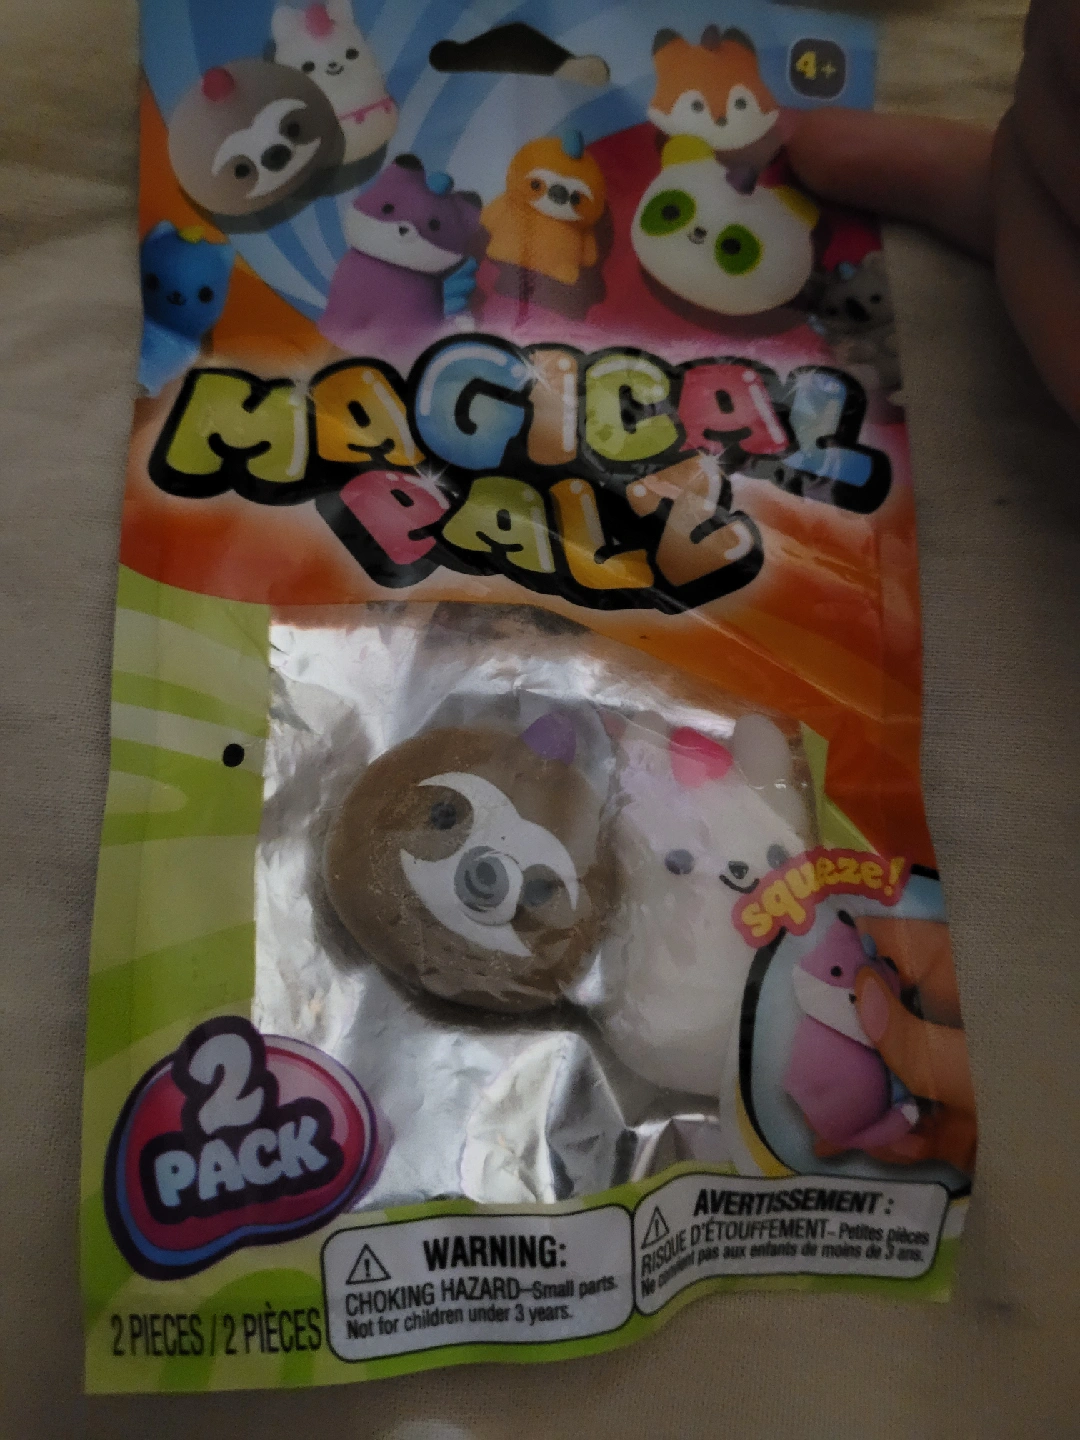 4+
MAGICAL
PALZ
squeeze!
2
PACK
WARNING:
CHOKING HAZARD–Small parts.
Not for children under 3 years.
AVERTISSEMENT :
RISQUE D'ÉTOUFFEMENT– Petites pièces
Ne convient pas aux enfants de moins de 3 ans.
2 PIECES / 2 PIÈCES